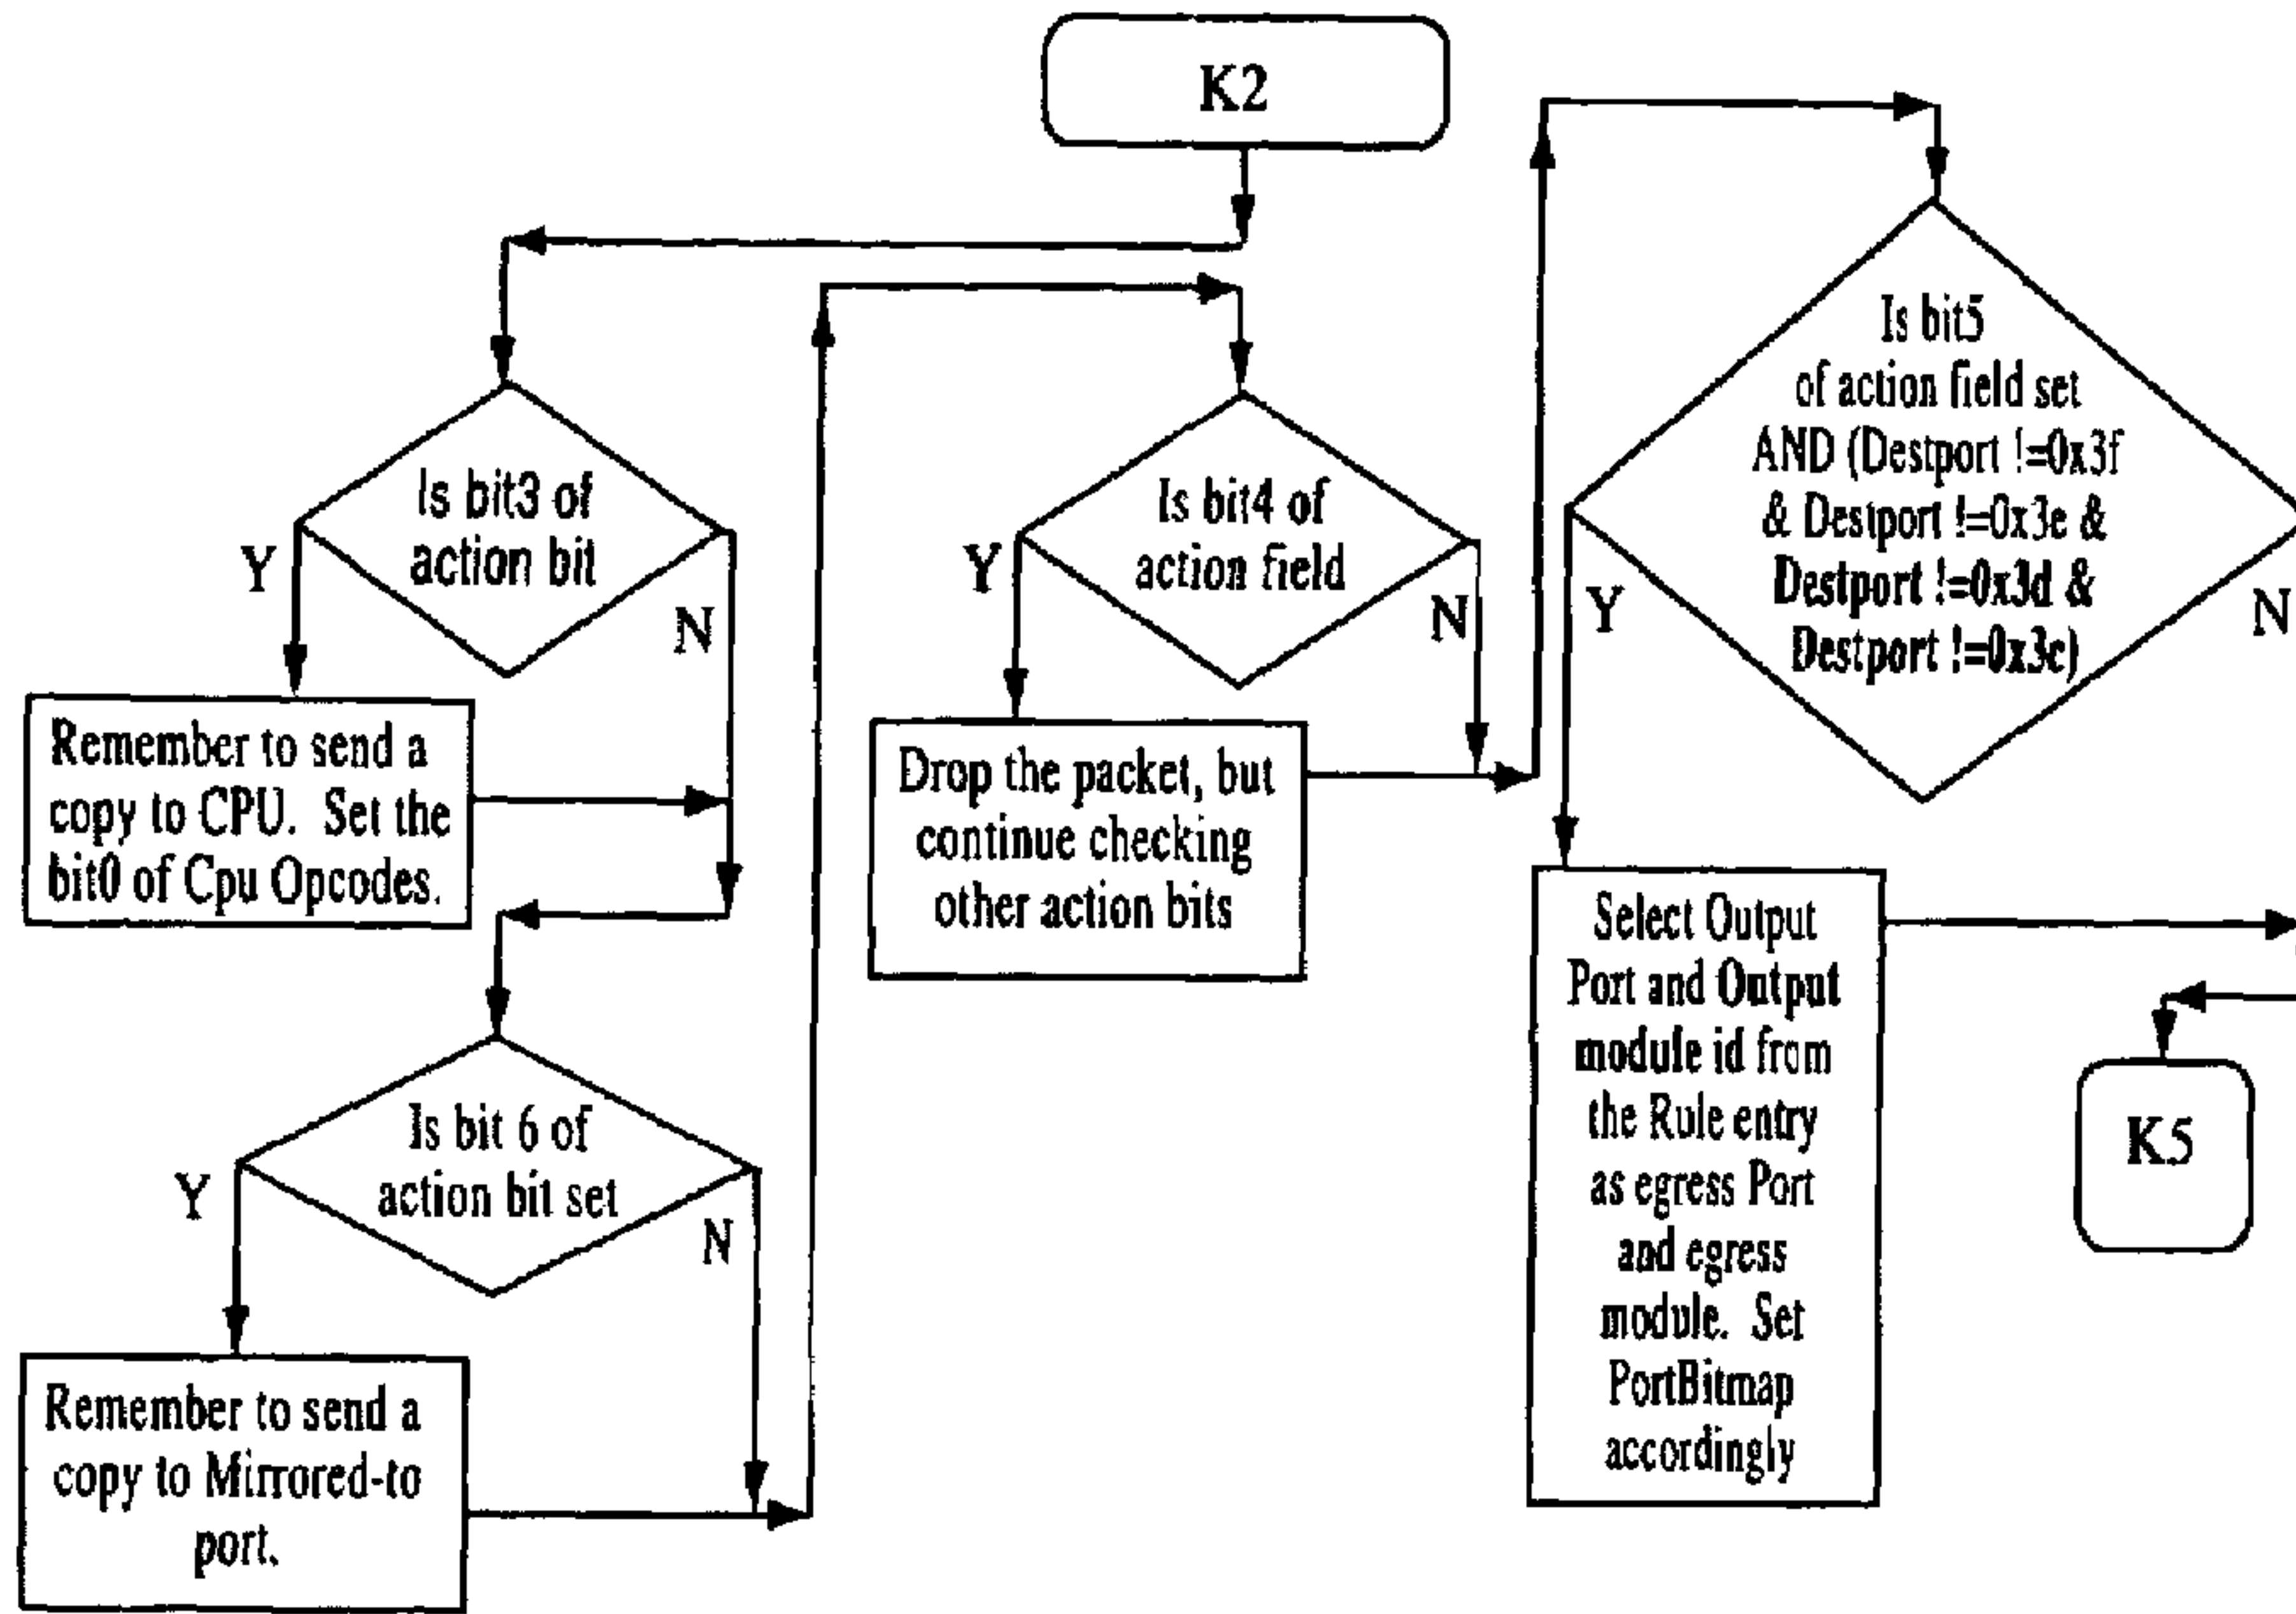 K2
Is bit3 of
action bit
Y
N
Remember to send a
copy to CPU. Set the
bit0 of Cpu Opcodes.
Is bit 6 of
action bit set
Y
N
Remember to send a
copy to Mirrored-to
port.
Is bit4 of
action field
Y
N
Drop the packet, but
continue checking
other action bits
Is bit5
of action field set
AND (Destport !=0x3f
& Destport !=0x3e &
Destport !=0x3d &
Destport !=0x3c)
Y
N
Select Output
Port and Output
module id from
the Rule entry
as egress Port
and egress
module. Set
PortBitmap
accordingly
K5